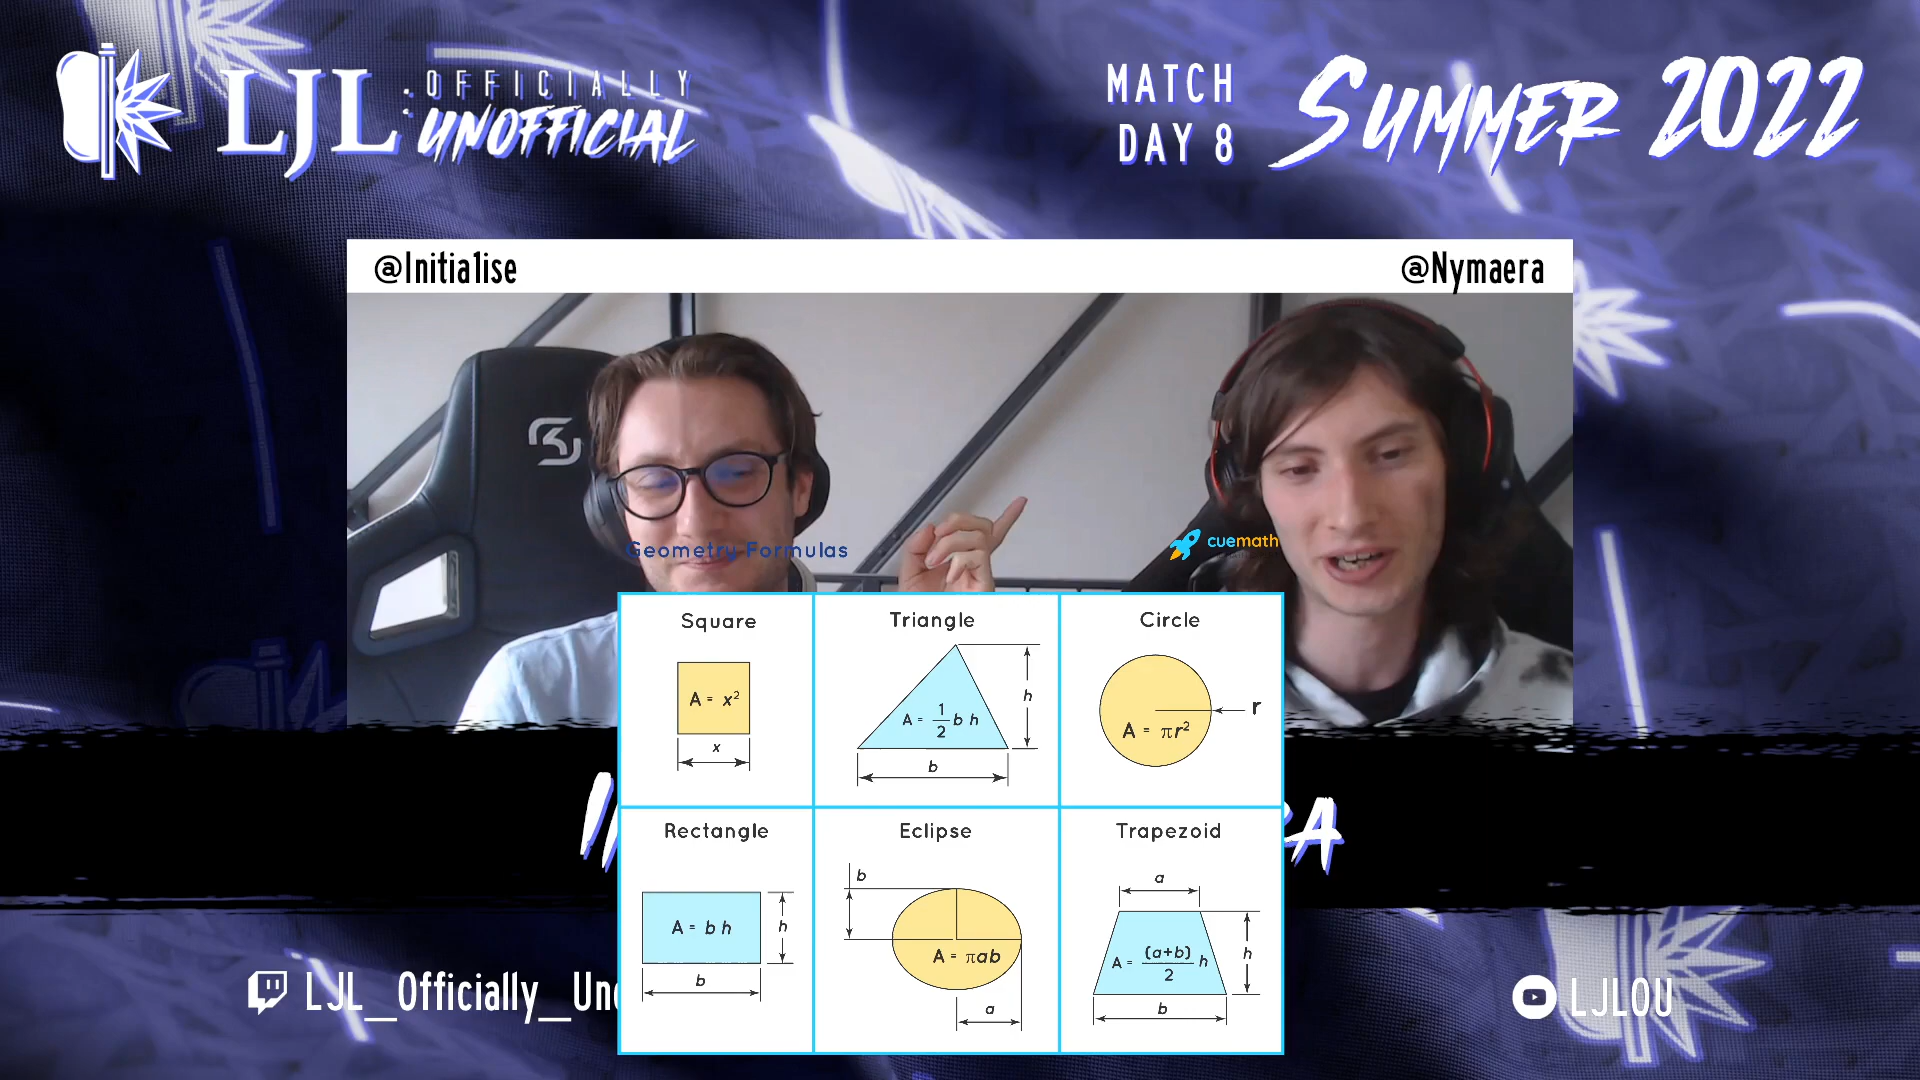 LJL:OFFICIALLY
UNOFFICIAL
MATCH
DAY 8
SUMMER 2022
@Initia1ise
@Nymaera
Geometry Formulas
cuemath
Square
A = x²
x
Triangle
A = 1/2 b h
h
b
Circle
A = πr²
r
Rectangle
A = b h
h
b
Eclipse
b
A = πab
a
Trapezoid
a
A = (a+b)/2 h
h
b
LJL_Officially_Un
LJLOU